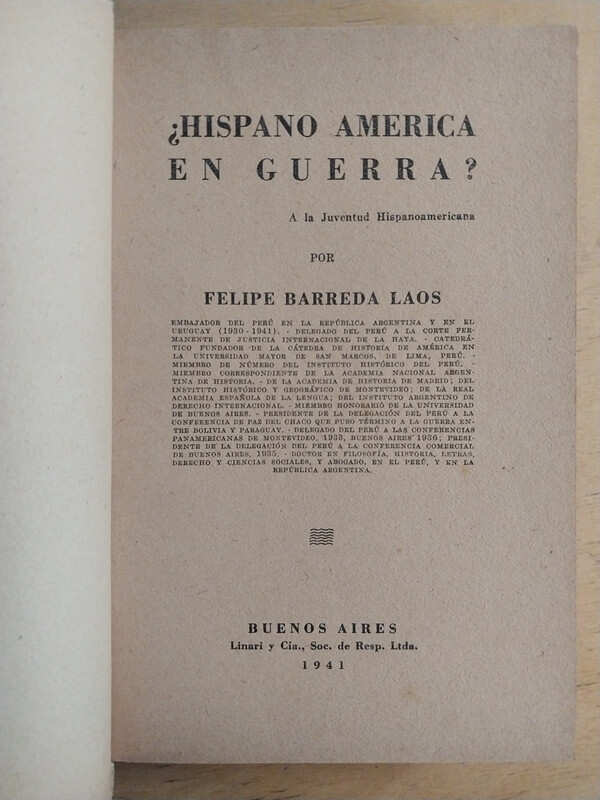 ¿HISPANO AMERICA
EN GUERRA?
A la Juventud Hispanoamericana
POR
FELIPE BARREDA LAOS
EMBAJADOR DEL PERÚ EN LA REPÚBLICA ARGENTINA Y EN EL
URUGUAY (1930-1941). - DELEGADO DEL PERÚ A LA CORTE PER-
MANENTE DE JUSTICIA INTERNACIONAL DE LA HAYA. - CATEDRÁ-
TICO FUNDADOR DE LA CÁTEDRA DE HISTORIA DE AMÉRICA EN
LA UNIVERSIDAD MAYOR DE SAN MARCOS, DE LIMA, PERÚ. -
MIEMBRO DE NÚMERO DEL INSTITUTO HISTÓRICO DEL PERÚ. -
MIEMBRO CORRESPONDIENTE DE LA ACADEMIA NACIONAL ARGEN-
TINA DE HISTORIA. - DE LA ACADEMIA DE HISTORIA DE MADRID; DEL
INSTITUTO HISTÓRICO Y GEOGRÁFICO DE MONTEVIDEO; DE LA REAL
ACADEMIA ESPAÑOLA DE LA LENGUA; DEL INSTITUTO ARGENTINO DE
DERECHO INTERNACIONAL. - MIEMBRO HONORARIO DE LA UNIVERSIDAD
DE BUENOS AIRES. - PRESIDENTE DE LA DELEGACIÓN DEL PERÚ A LA
CONFERENCIA DE PAZ DEL CHACO QUE PUSO TÉRMINO A LA GUERRA EN-
TRE BOLIVIA Y PARAGUAY. - DELEGADO DEL PERÚ A LAS CONFERENCIAS
PANAMERICANAS DE MONTEVIDEO, 1933, BUENOS AIRES 1936; PRESI-
DENTE DE LA DELEGACIÓN DEL PERÚ A LA CONFERENCIA COMERCIAL
DE BUENOS AIRES, 1935. - DOCTOR EN FILOSOFÍA, HISTORIA, LETRAS,
DERECHO Y CIENCIAS SOCIALES, Y ABOGADO, EN EL PERÚ, Y EN LA
REPÚBLICA ARGENTINA.
BUENOS AIRES
Linari y Cía., Soc. de Resp. Ltda.
1941